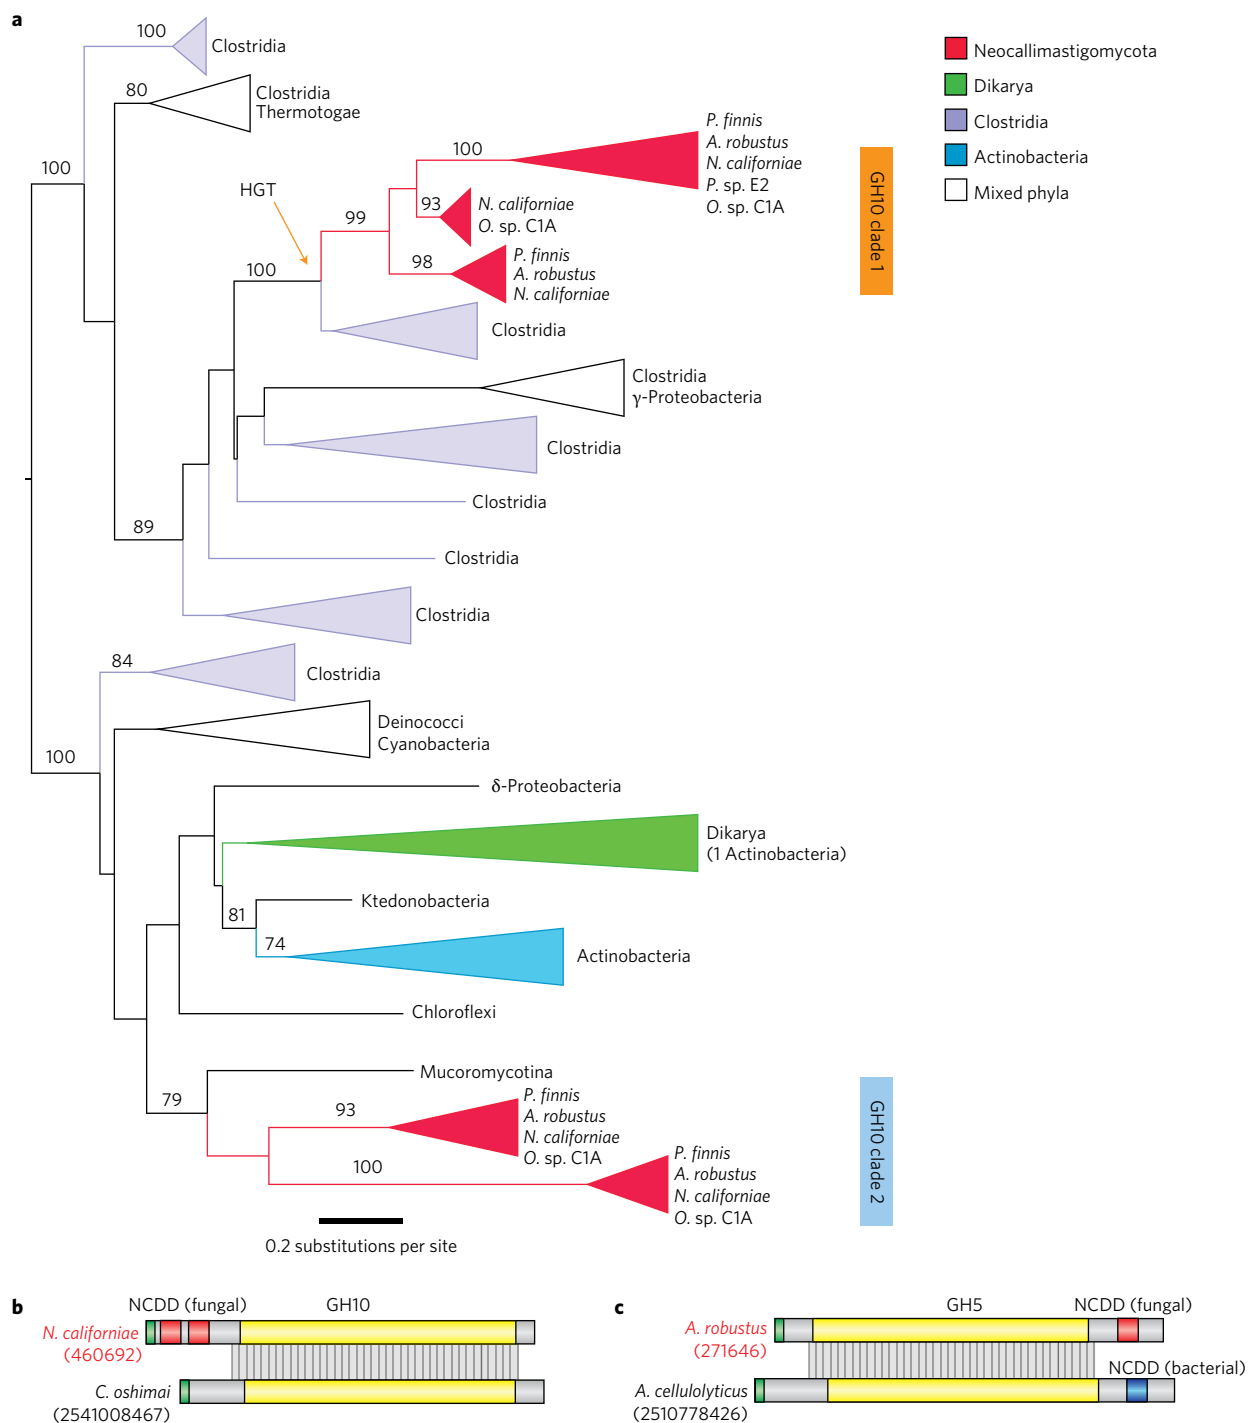 a
100
Clostridia
80
Clostridia
Thermotogae
100
HGT
100
99
100
P. finnis
A. robustus
N. californiae
P. sp. E2
O. sp. C1A
93
N. californiae
O. sp. C1A
98
P. finnis
A. robustus
N. californiae
Clostridia
Clostridia
γ-Proteobacteria
Clostridia
Clostridia
89
Clostridia
Clostridia
84
Clostridia
100
Deinococci
Cyanobacteria
δ-Proteobacteria
Dikarya
(1 Actinobacteria)
81
Ktedonobacteria
74
Actinobacteria
Chloroflexi
79
Mucoromycotina
93
P. finnis
A. robustus
N. californiae
O. sp. C1A
100
P. finnis
A. robustus
N. californiae
O. sp. C1A
0.2 substitutions per site
Neocallimastigomycota
Dikarya
Clostridia
Actinobacteria
Mixed phyla
GH10 clade 1
GH10 clade 2
b
NCDD (fungal)
GH10
N. californiae
(460692)
C. oshimai
(2541008467)
c
GH5
NCDD (fungal)
A. robustus
(271646)
NCDD (bacterial)
A. cellulolyticus
(2510778426)